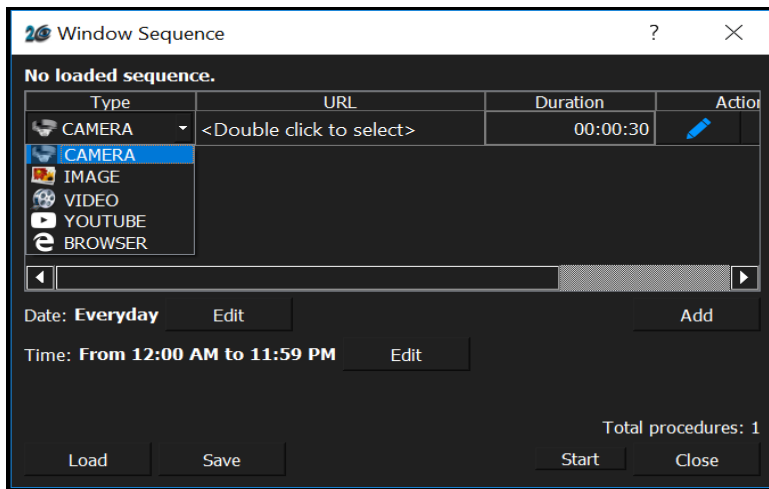 Window Sequence ?
No loaded sequence.
Type URL Duration Action
CAMERA <Double click to select> 00:00:30
CAMERA
IMAGE
VIDEO
YOUTUBE
BROWSER
Date: Everyday Edit Add
Time: From 12:00 AM to 11:59 PM Edit
Total procedures: 1
Load Save Start Close